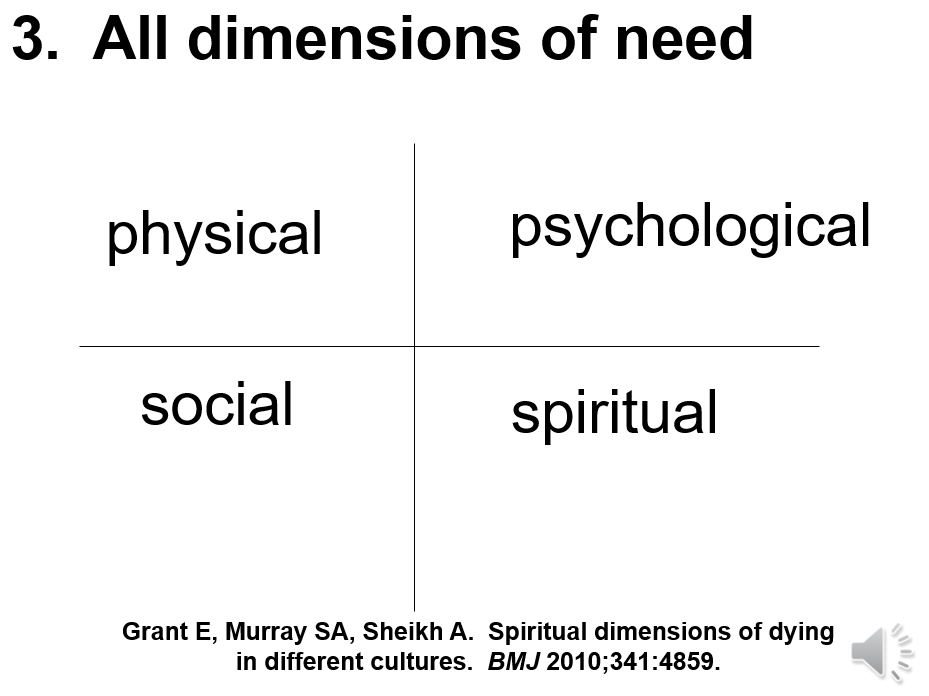 3. All dimensions of need
physical
psychological
social
spiritual
Grant E, Murray SA, Sheikh A. Spiritual dimensions of dying
in different cultures. BMJ 2010;341:4859.